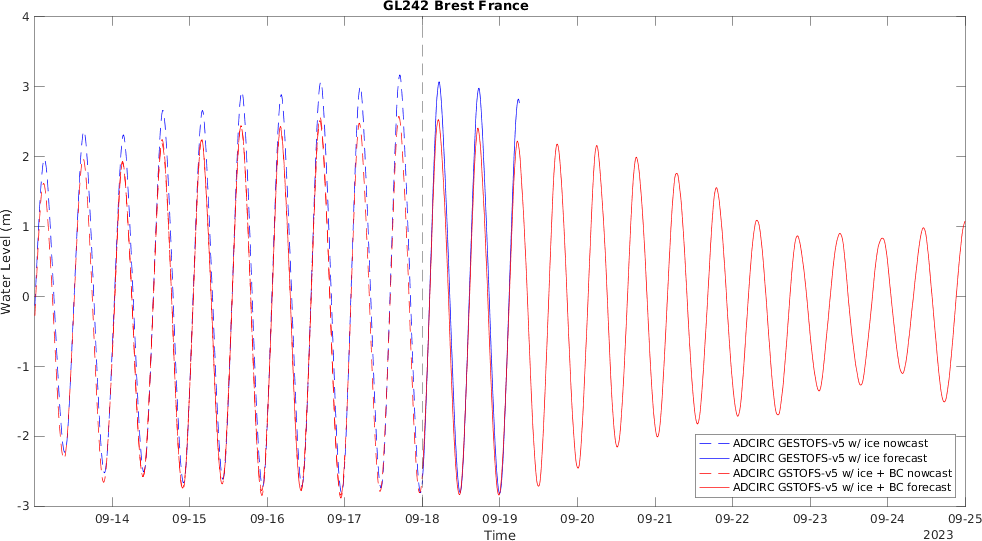 GL242 Brest France
4
3
2
1
0
-1
-2
-3
Water Level (m)
ADCIRC GESTOFS-v5 w/ ice nowcast
ADCIRC GESTOFS-v5 w/ ice forecast
ADCIRC GSTOFS-v5 w/ ice + BC nowcast
ADCIRC GSTOFS-v5 w/ ice + BC forecast
09-14 09-15 09-16 09-17 09-18 09-19 09-20 09-21 09-22 09-23 09-24 09-25
Time
2023